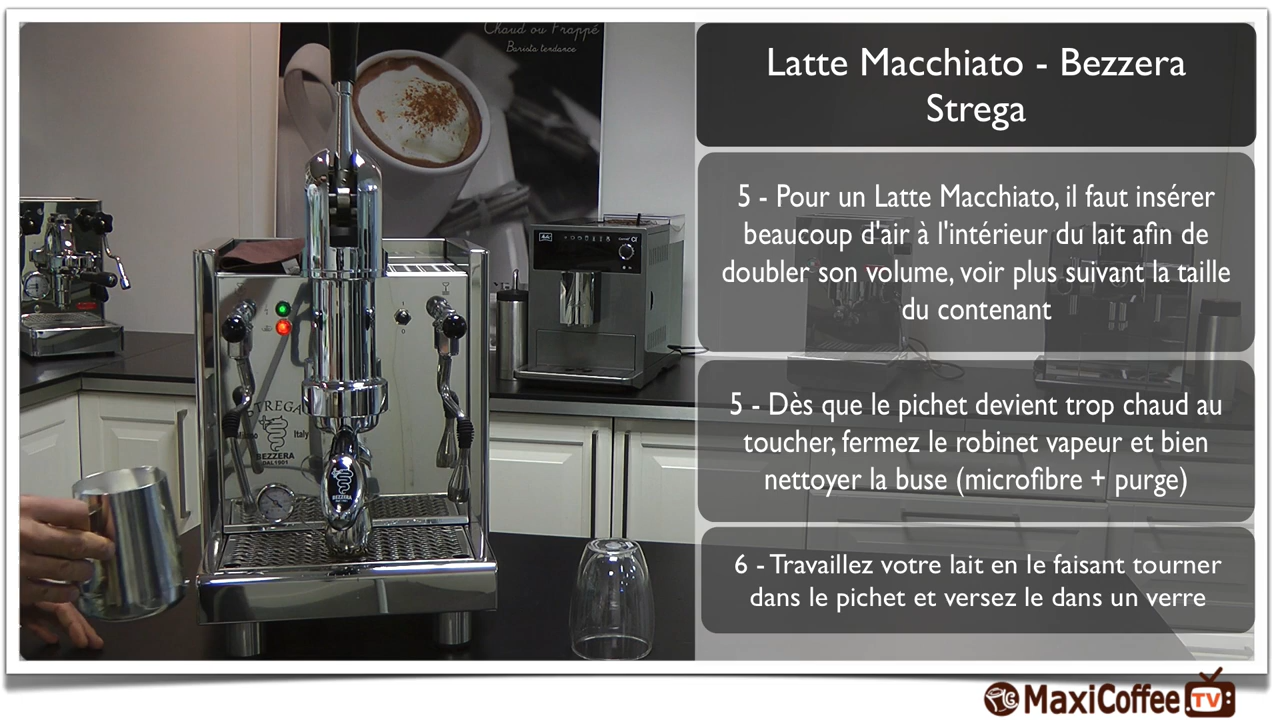 Chaud ou Frappé
Barista tendance
Latte Macchiato - Bezzera
Strega
5 - Pour un Latte Macchiato, il faut insérer
beaucoup d'air à l'intérieur du lait afin de
doubler son volume, voir plus suivant la taille
du contenant
5 - Dès que le pichet devient trop chaud au
toucher, fermez le robinet vapeur et bien
nettoyer la buse (microfibre + purge)
6 - Travaillez votre lait en le faisant tourner
dans le pichet et versez le dans un verre
STREGA
Italy
BEZZERA
DAL 1901
BEZZERA
MaxiCoffee TV